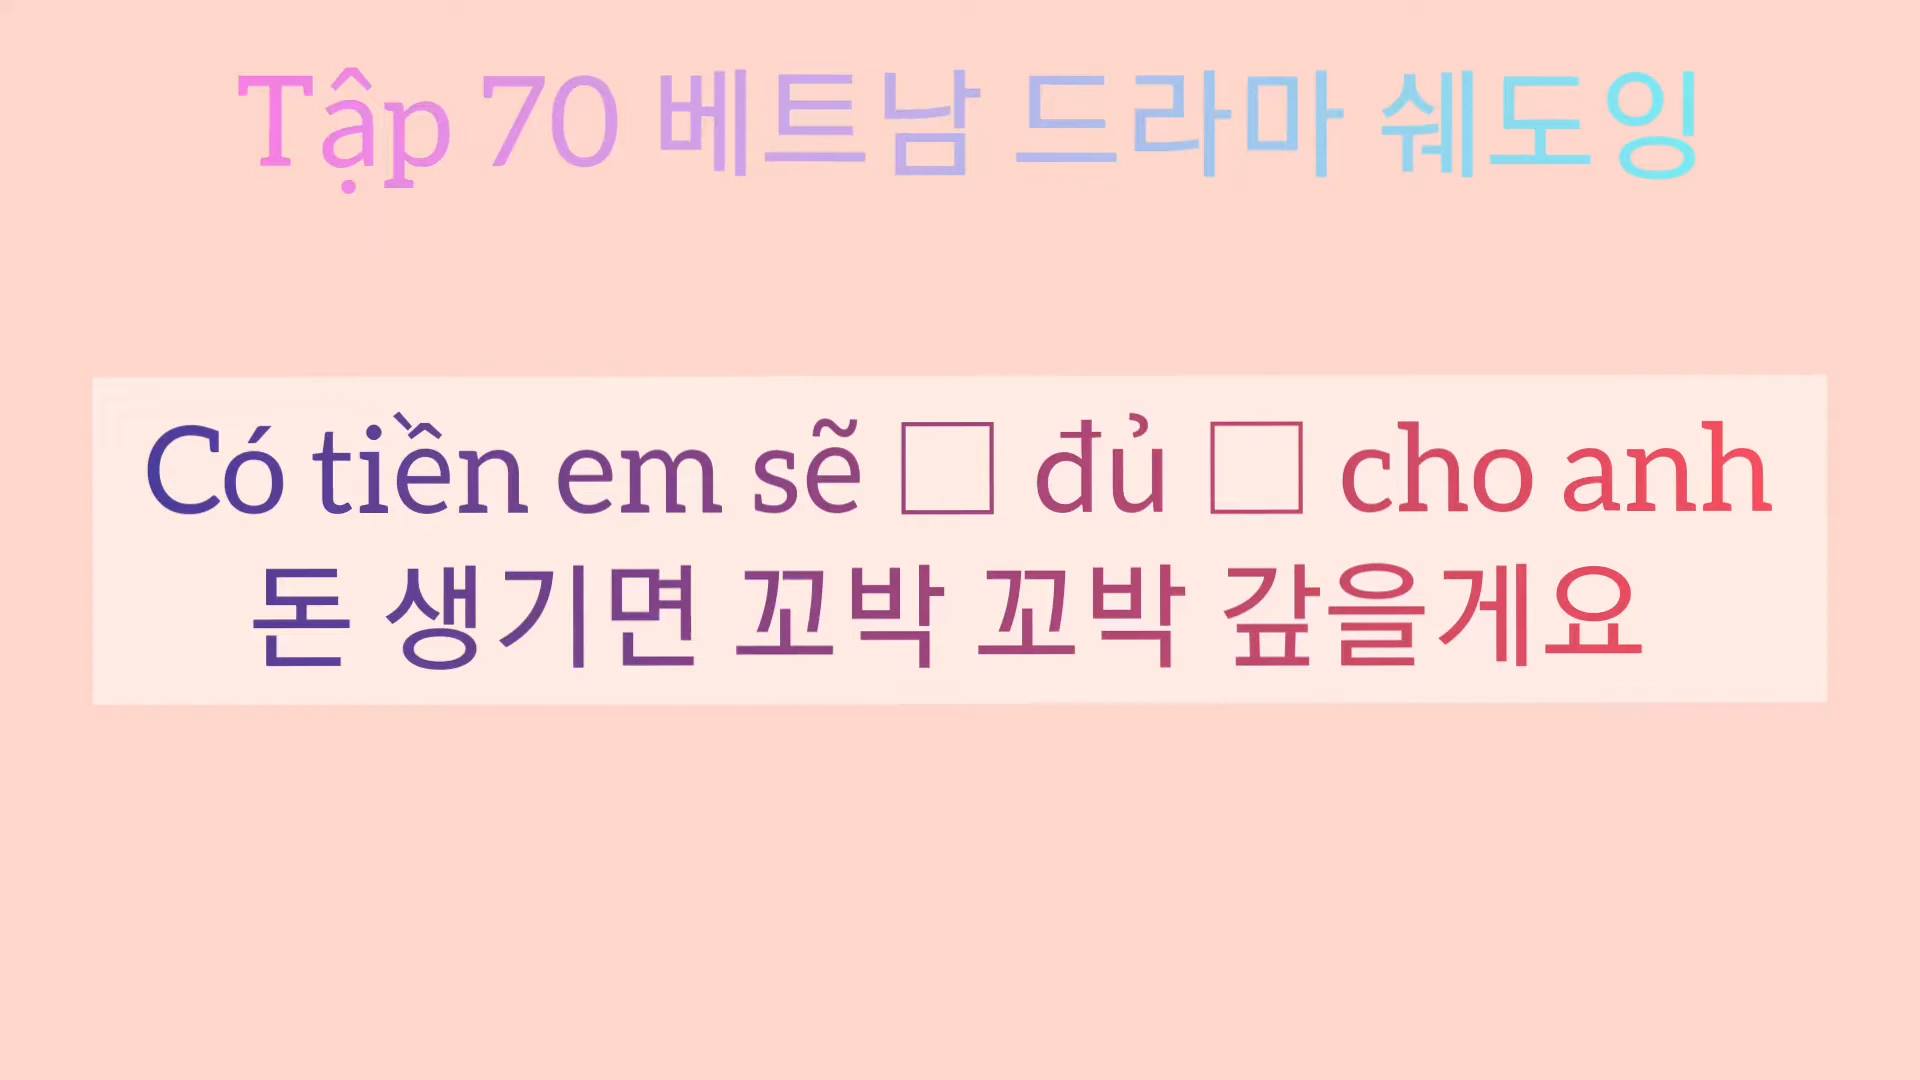 Tập 70 베트남 드라마 쉐도잉
Có tiền em sẽ □ đủ □ cho anh
돈 생기면 꼬박 꼬박 갚을게요